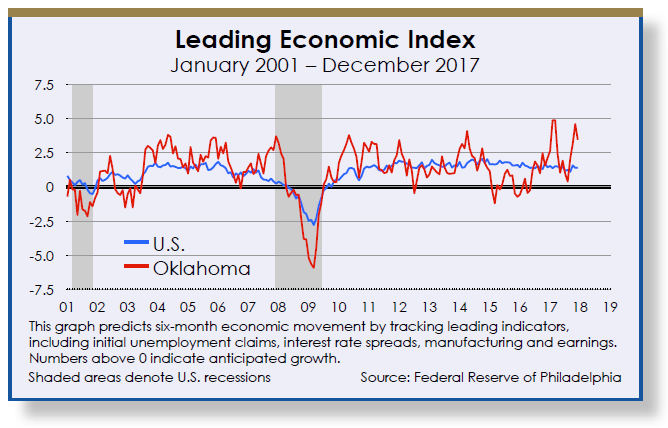 Leading Economic Index
January 2001 – December 2017
7.5
5.0
2.5
0
-2.5
-5.0
-7.5
U.S.
Oklahoma
01 02 03 04 05 06 07 08 09 10 11 12 13 14 15 16 17 18 19
This graph predicts six-month economic movement by tracking leading indicators,
including initial unemployment claims, interest rate spreads, manufacturing and earnings.
Numbers above 0 indicate anticipated growth.
Shaded areas denote U.S. recessions Source: Federal Reserve of Philadelphia